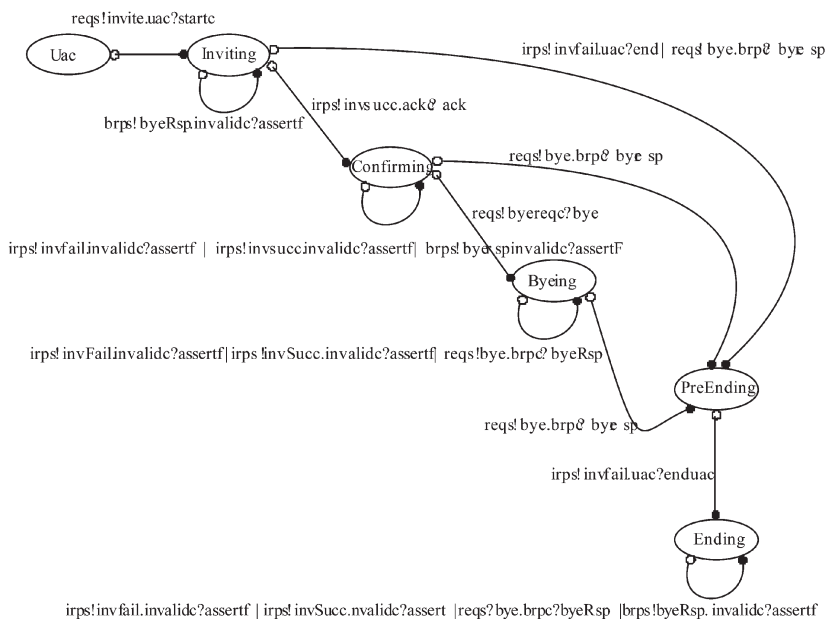 reqs!invite.uac?startc
Uac
Inviting
irps!invfail.uac?end| reqs!bye.brp? bye sp
brps!byeRsp.invalidc?assertf
irps!invsucc.ack? ack
Confirming
reqs!bye.brp? bye sp
reqs!byereqc?bye
irps!invfail.invalidc?assertf | irps!invsucc.invalidc?assertf| brps!bye.spinvalidc?assertF
Byeing
irps!invFail.invalidc?assertf|irps!invSucc.invalidc?assertf| reqs!bye.brpc?byeRsp
PreEnding
reqs!bye.brp? bye sp
irps!invfail.uac?enduac
Ending
irps!invfail.invalidc?assertf | irps!invSucc.nvalidc?assert |reqs?bye.brpc?byeRsp |brps!byeRsp. invalidc?assertf